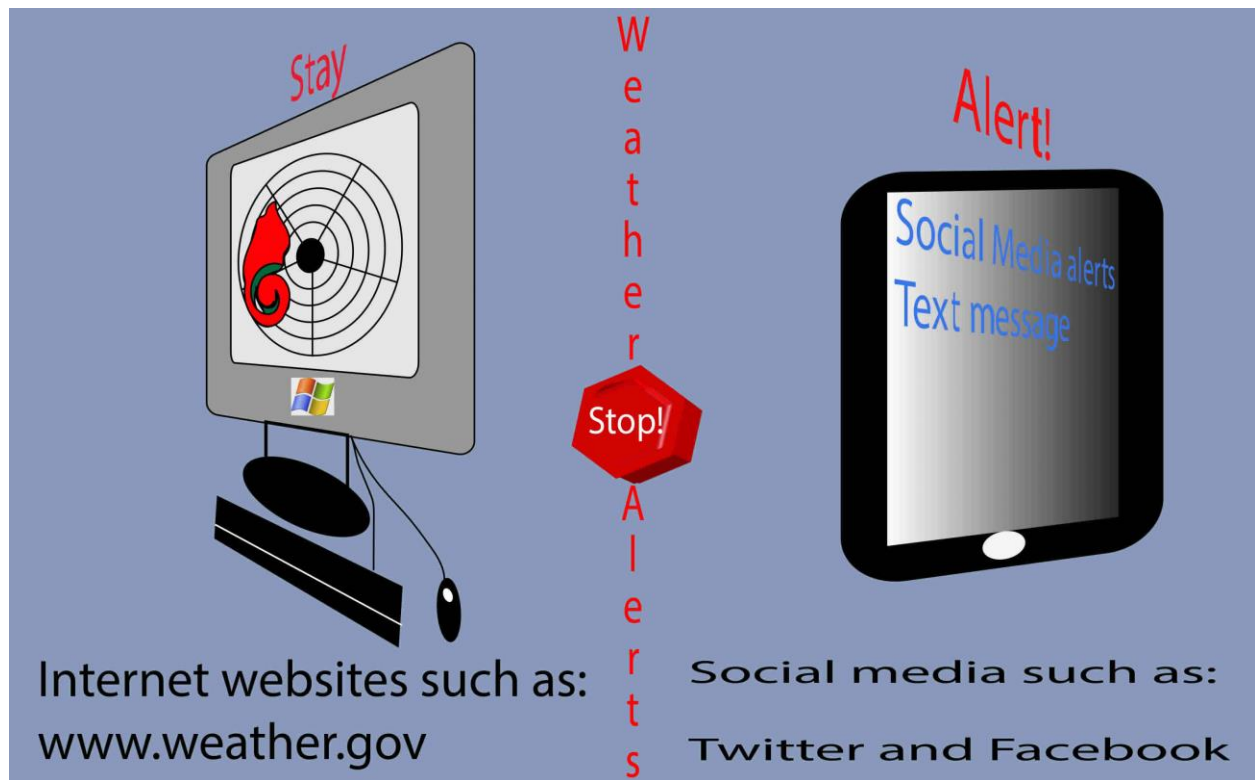 Stay
Alert!
Weather
Stop!
Alerts
Social Media alerts
Text message
Internet websites such as:
www.weather.gov
Social media such as:
Twitter and Facebook